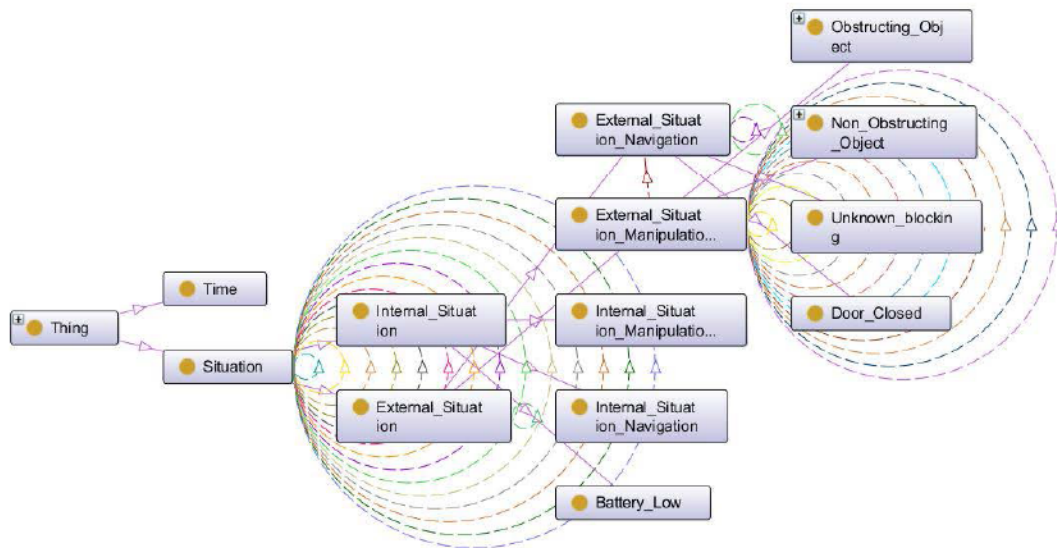 Obstructing_Obj
ect
External_Situat
ion_Navigation
Non_Obstructing
_Object
External_Situat
ion_Manipulatio...
Unknown_blockin
g
Time
Internal_Situat
ion
Internal_Situat
ion_Manipulatio...
Door_Closed
Thing
Situation
External_Situat
ion
Internal_Situat
ion_Navigation
Battery_Low